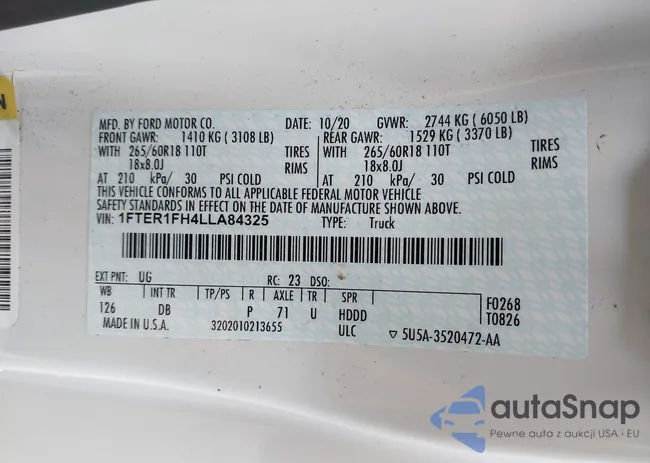 MFD. BY FORD MOTOR CO. DATE: 10/20 GVWR: 2744 KG ( 6050 LB)
FRONT GAWR: 1410 KG ( 3108 LB) REAR GAWR: 1529 KG ( 3370 LB)
WITH 265/60R18 110T TIRES WITH 265/60R18 110T TIRES
18x8.0J RIMS 18x8.0J RIMS
AT 210 kPa/ 30 PSI COLD AT 210 kPa/ 30 PSI COLD
THIS VEHICLE CONFORMS TO ALL APPLICABLE FEDERAL MOTOR VEHICLE
SAFETY STANDARDS IN EFFECT ON THE DATE OF MANUFACTURE SHOWN ABOVE.
VIN: 1FTER1FH4LLA84325 TYPE: Truck
EXT PNT: UG RC: 23 DSO:
WB INT TR TP/PS R AXLE TR SPR F0268
126 DB P 71 U HDDD T0826
MADE IN U.S.A. 3202010213655 ULC ▽ 5U5A-3520472-AA
autoSnap
Pewne auta z aukcji USA i EU